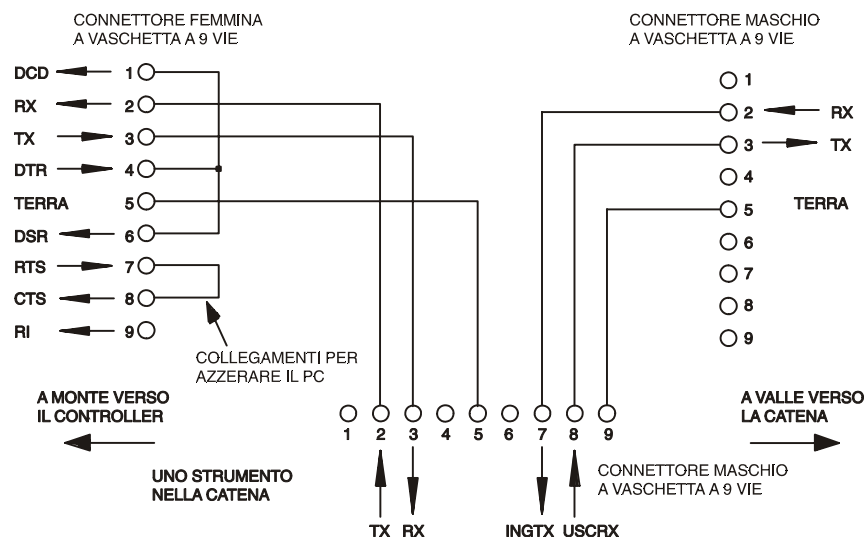 CONNETTORE FEMMINA
A VASCHETTA A 9 VIE
CONNETTORE MASCHIO
A VASCHETTA A 9 VIE
DCD 1
RX 2
TX 3
DTR 4
TERRA 5
DSR 6
RTS 7
CTS 8
RI 9
1
2 RX
3 TX
4
5 TERRA
6
7
8
9
COLLEGAMENTI PER
AZZERARE IL PC
A MONTE VERSO
IL CONTROLLER
A VALLE VERSO
LA CATENA
1 2 3 4 5 6 7 8 9
UNO STRUMENTO
NELLA CATENA
CONNETTORE MASCHIO
A VASCHETTA A 9 VIE
TX RX INGTX USCRX